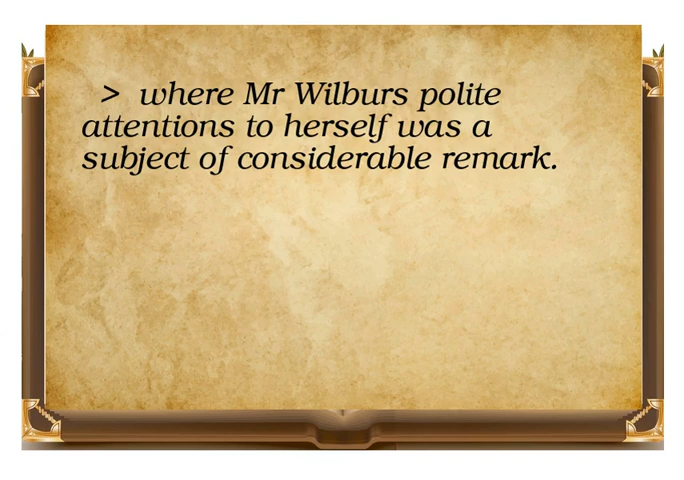 > where Mr Wilburs polite
attentions to herself was a
subject of considerable remark.